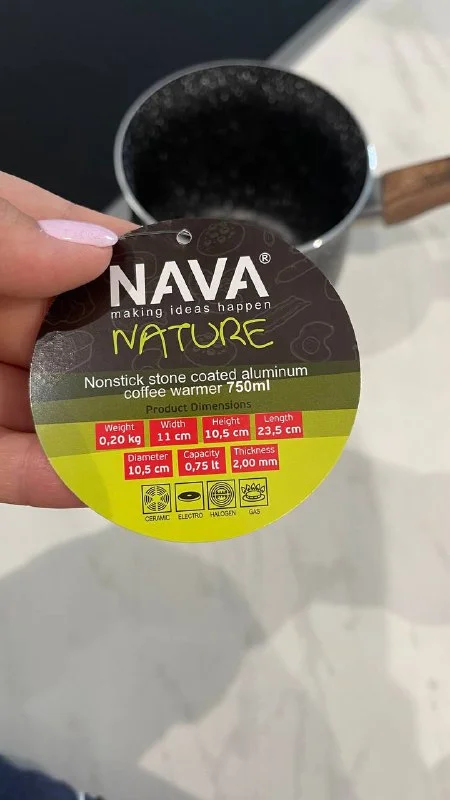 NAVA®
making ideas happen
NATURE
Nonstick stone coated aluminum
coffee warmer 750ml
Product Dimensions
Weight Width Height Length
0,20 kg 11 cm 10,5 cm 23,5 cm
Diameter Capacity Thickness
10,5 cm 0,75 lt 2,00 mm
CERAMIC ELECTRO HALOGEN GAS